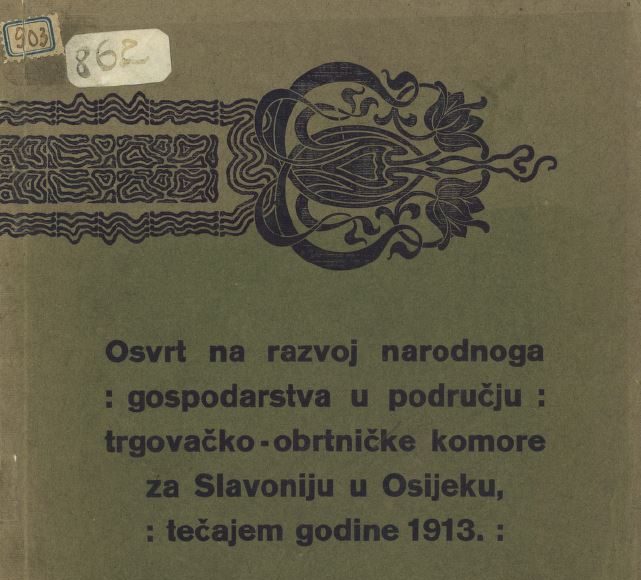 903
862
Osvrt na razvoj narodnoga
: gospodarstva u području :
trgovačko-obrtničke komore
za Slavoniju u Osijeku,
: tečajem godine 1913. :